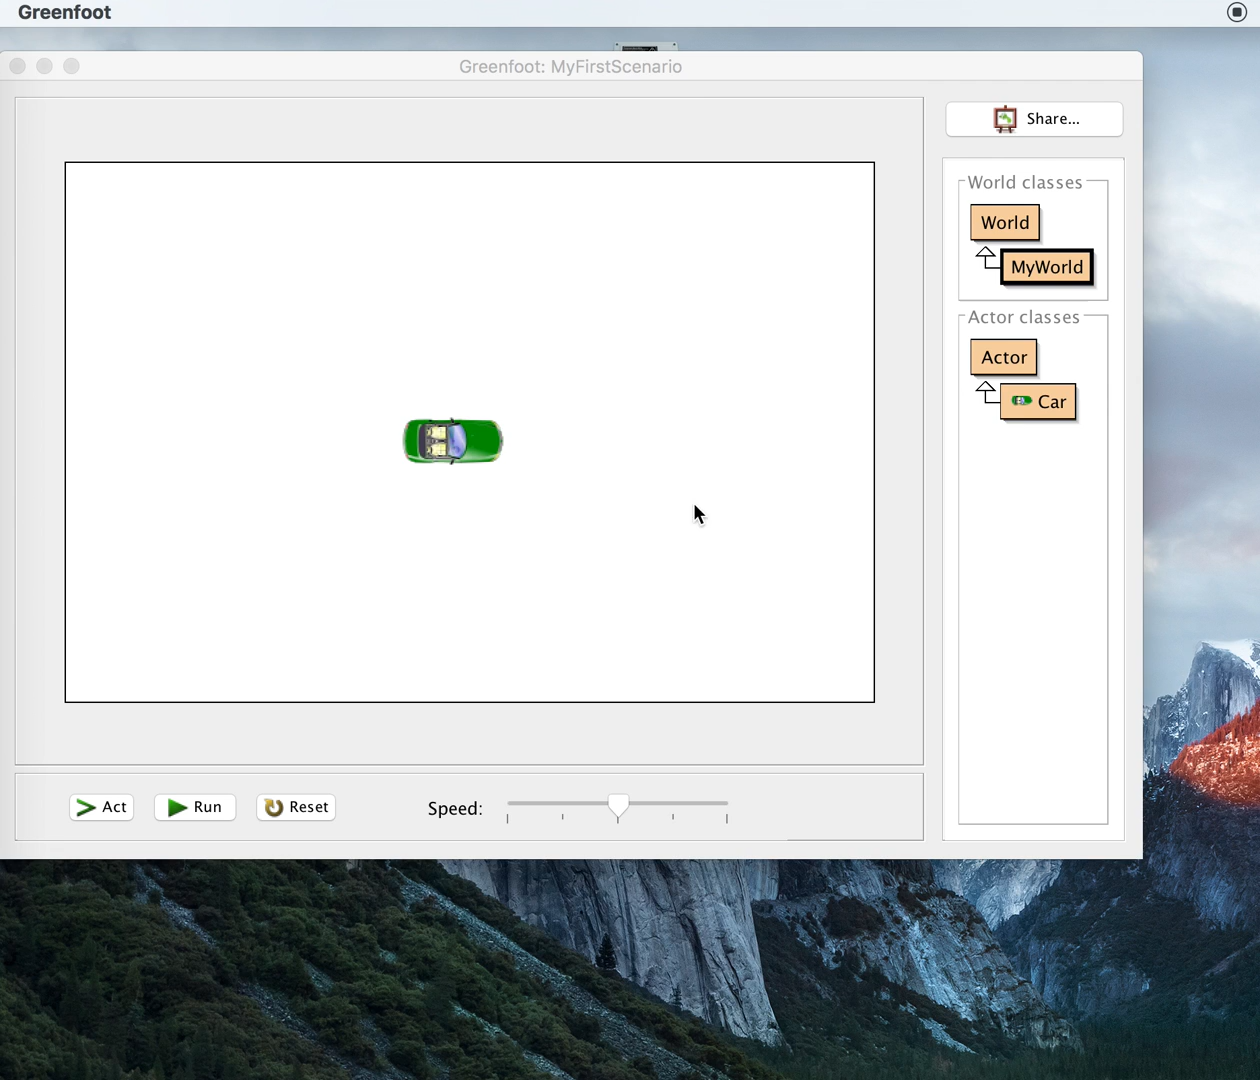 Greenfoot
Greenfoot: MyFirstScenario
Share...
World classes
World
MyWorld
Actor classes
Actor
Car
Act
Run
Reset
Speed: